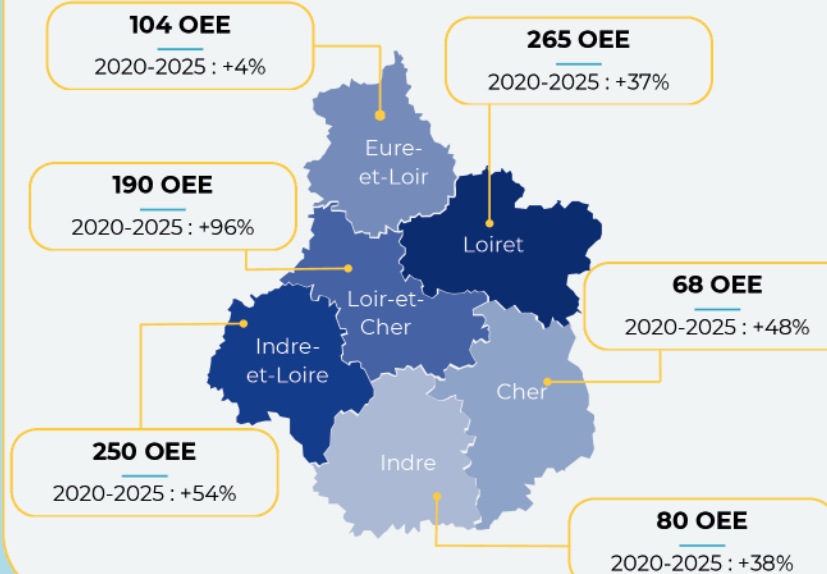 104 OEE
2020-2025 : +4%
265 OEE
2020-2025 : +37%
Eure-
et-Loir
190 OEE
2020-2025 : +96%
Loiret
68 OEE
2020-2025 : +48%
Loir-et-
Cher
Indre-
et-Loire
Cher
250 OEE
2020-2025 : +54%
Indre
80 OEE
2020-2025 : +38%